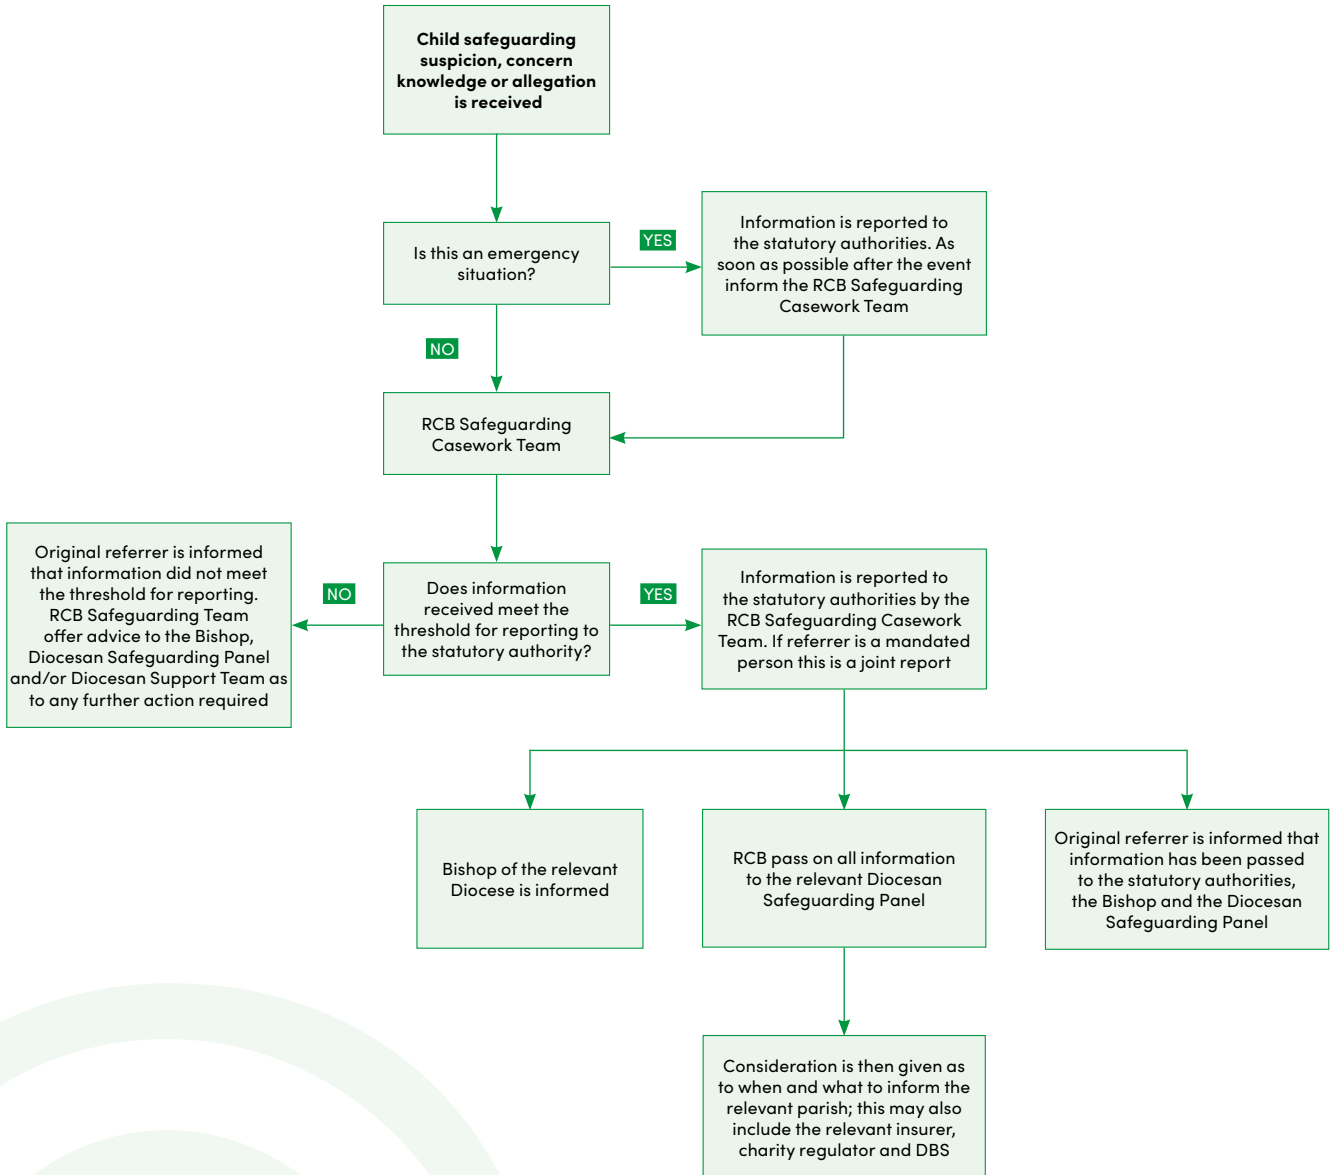 Child safeguarding
suspicion, concern
knowledge or allegation
is received
Is this an emergency
situation?
YES
Information is reported to
the statutory authorities. As
soon as possible after the event
inform the RCB Safeguarding
Casework Team
NO
RCB Safeguarding
Casework Team
Original referrer is informed
that information did not meet
the threshold for reporting.
RCB Safeguarding Team
offer advice to the Bishop,
Diocesan Safeguarding Panel
and/or Diocesan Support Team as
to any further action required
NO
Does information
received meet the
threshold for reporting to
the statutory authority?
YES
Information is reported to
the statutory authorities by the
RCB Safeguarding Casework
Team. If referrer is a mandated
person this is a joint report
Bishop of the relevant
Diocese is informed
RCB pass on all information
to the relevant Diocesan
Safeguarding Panel
Original referrer is informed that
information has been passed
to the statutory authorities,
the Bishop and the Diocesan
Safeguarding Panel
Consideration is then given as
to when and what to inform the
relevant parish; this may also
include the relevant insurer,
charity regulator and DBS